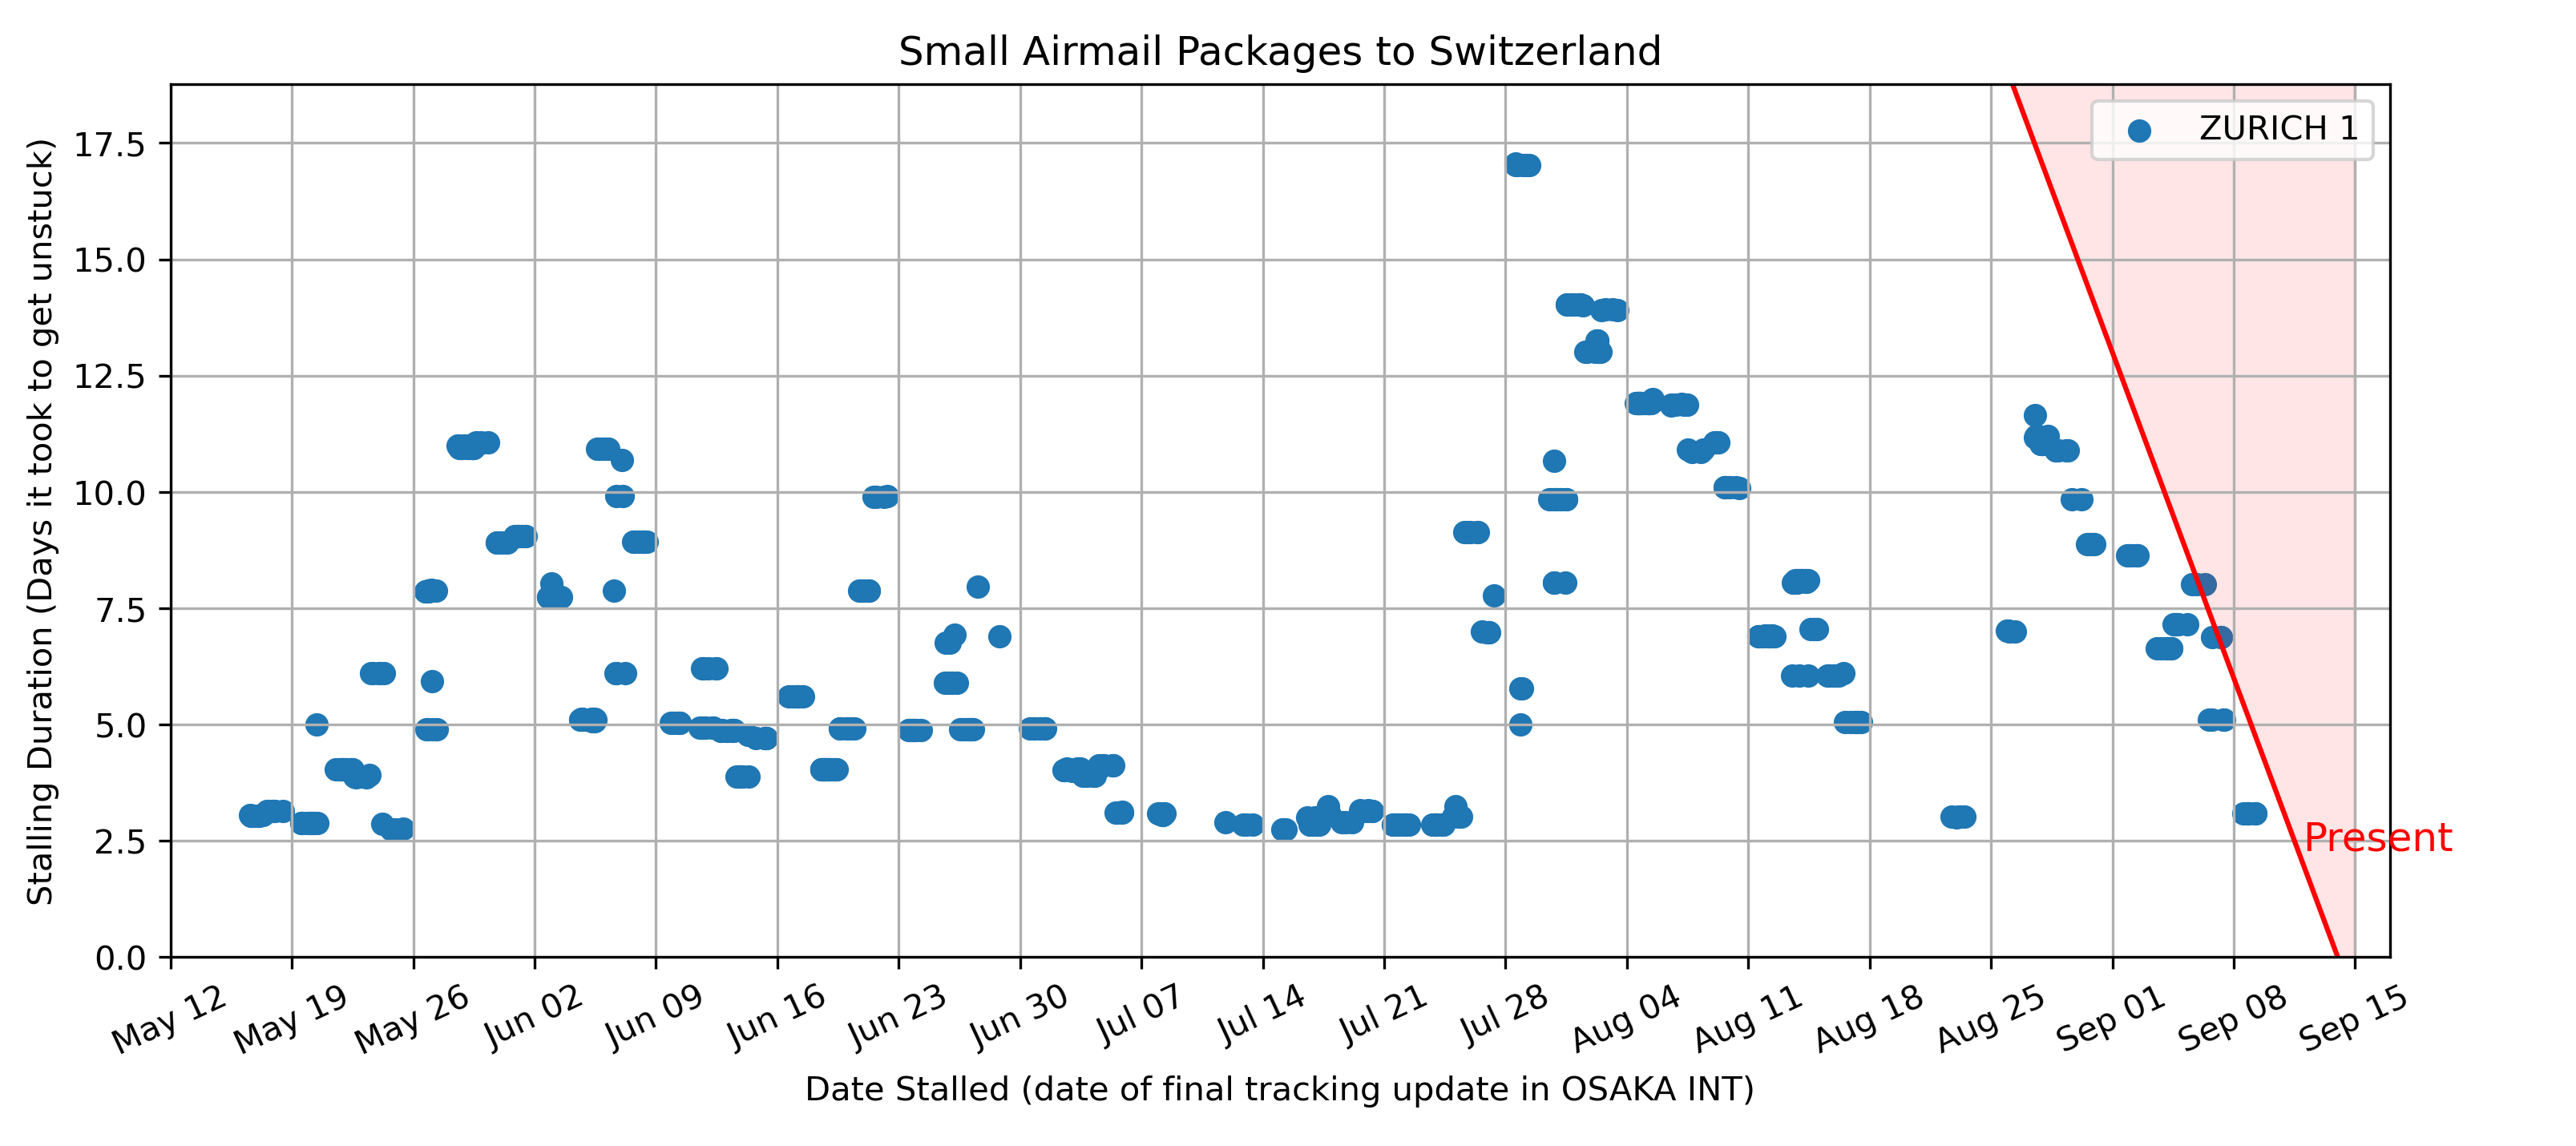 Small Airmail Packages to Switzerland
ZURICH 1
Stalling Duration (Days it took to get unstuck)
17.5
15.0
12.5
10.0
7.5
5.0
2.5
0.0
Present
May 12
May 19
May 26
Jun 02
Jun 09
Jun 16
Jun 23
Jun 30
Jul 07
Jul 14
Jul 21
Jul 28
Aug 04
Aug 11
Aug 18
Aug 25
Sep 01
Sep 08
Sep 15
Date Stalled (date of final tracking update in OSAKA INT)